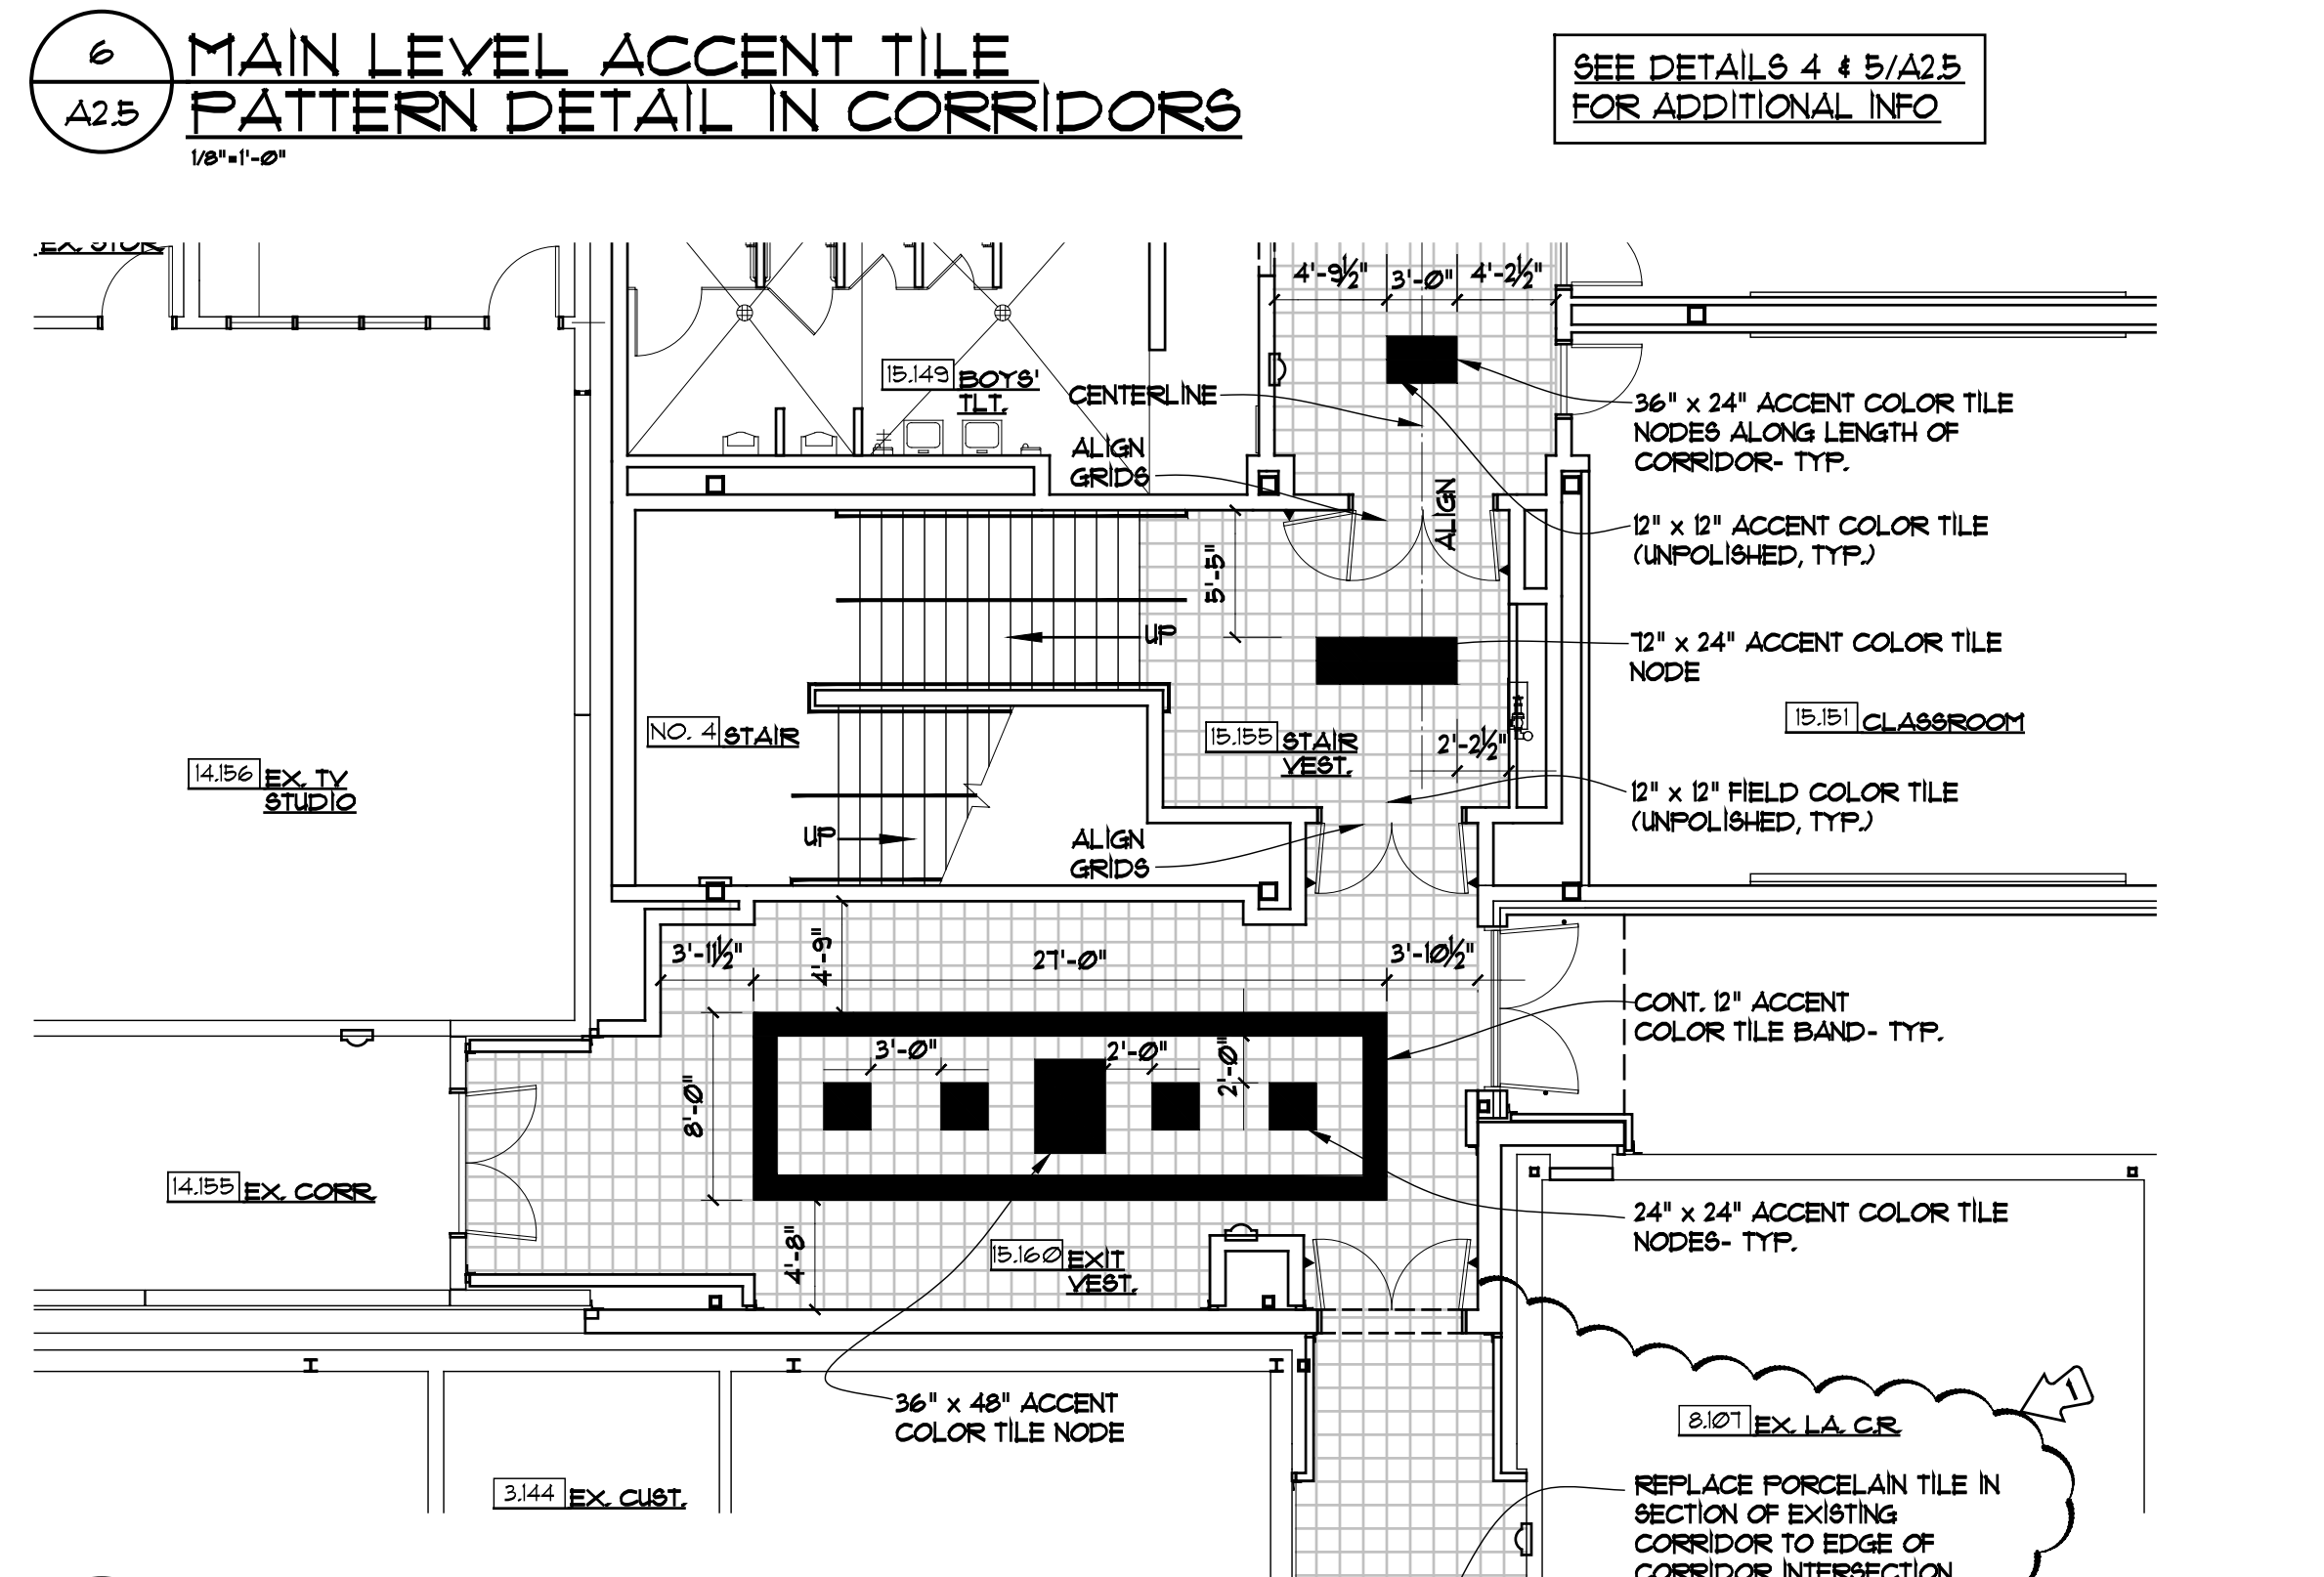 6
A2.5
MAIN LEVEL ACCENT TILE
PATTERN DETAIL IN CORRIDORS
1/8"=1'-0"
SEE DETAILS 4 & 5/A2.5
FOR ADDITIONAL INFO
EX. STOR.
4'-9½"
3'-0"
4'-2½"
15.149 BOYS'
TLT.
CENTERLINE
ALIGN
GRIDS
ALIGN
36" x 24" ACCENT COLOR TILE
NODES ALONG LENGTH OF
CORRIDOR- TYP.
12" x 12" ACCENT COLOR TILE
(UNPOLISHED, TYP.)
5'-5"
UP
72" x 24" ACCENT COLOR TILE
NODE
NO. 4 STAIR
15.155 STAIR
VEST.
2'-2½"
15.151 CLASSROOM
14.156 EX. TV
STUDIO
12" x 12" FIELD COLOR TILE
(UNPOLISHED, TYP.)
UP
ALIGN
GRIDS
3'-11½"
4'-9"
27'-0"
3'-10½"
CONT. 12" ACCENT
COLOR TILE BAND- TYP.
8'-0"
3'-0"
2'-0"
2'-0"
14.155 EX. CORR.
24" x 24" ACCENT COLOR TILE
NODES- TYP.
4'-8"
15.160 EXIT
VEST.
36" x 48" ACCENT
COLOR TILE NODE
1
8.107 EX. LA. C.R.
3.144 EX. CUST.
REPLACE PORCELAIN TILE IN
SECTION OF EXISTING
CORRIDOR TO EDGE OF
CORRIDOR INTERSECTION